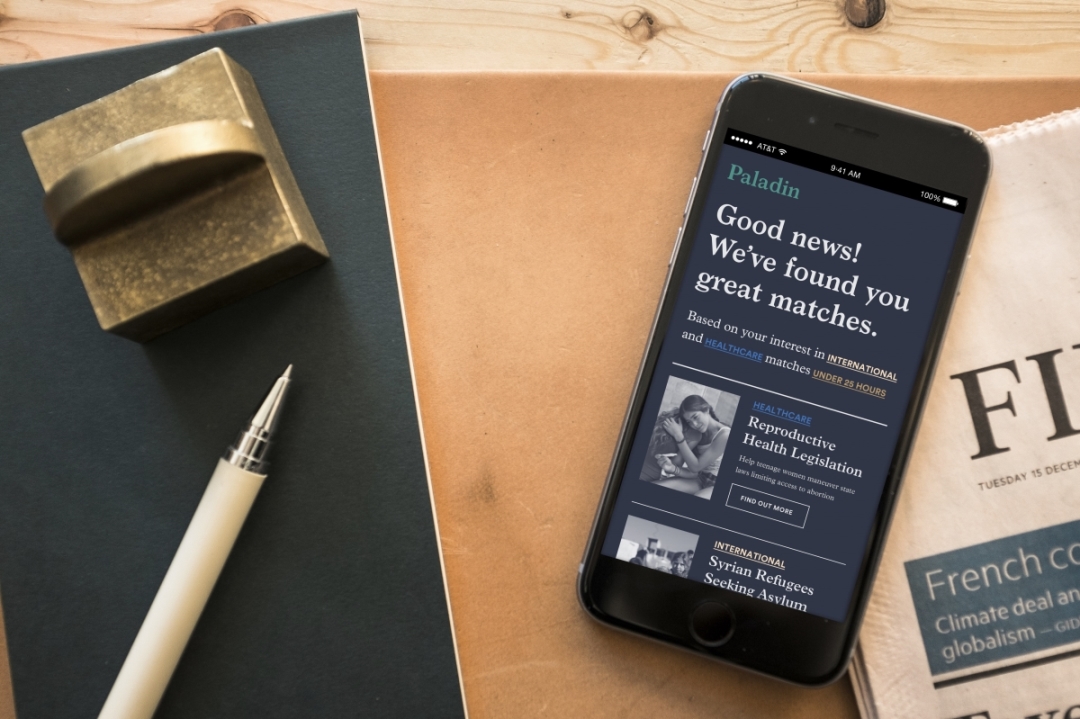 AT&T
9:41 AM
100%
Paladin
Good news!
We've found you
great matches.
Based on your interest in INTERNATIONAL
and HEALTHCARE matches UNDER 25 HOURS
HEALTHCARE
Reproductive
Health Legislation
Help teenage women maneuver state
laws limiting access to abortion
FIND OUT MORE
INTERNATIONAL
Syrian Refugees
Seeking Asylum
TUESDAY 15 DECEM
French co
Climate deal an
globalism